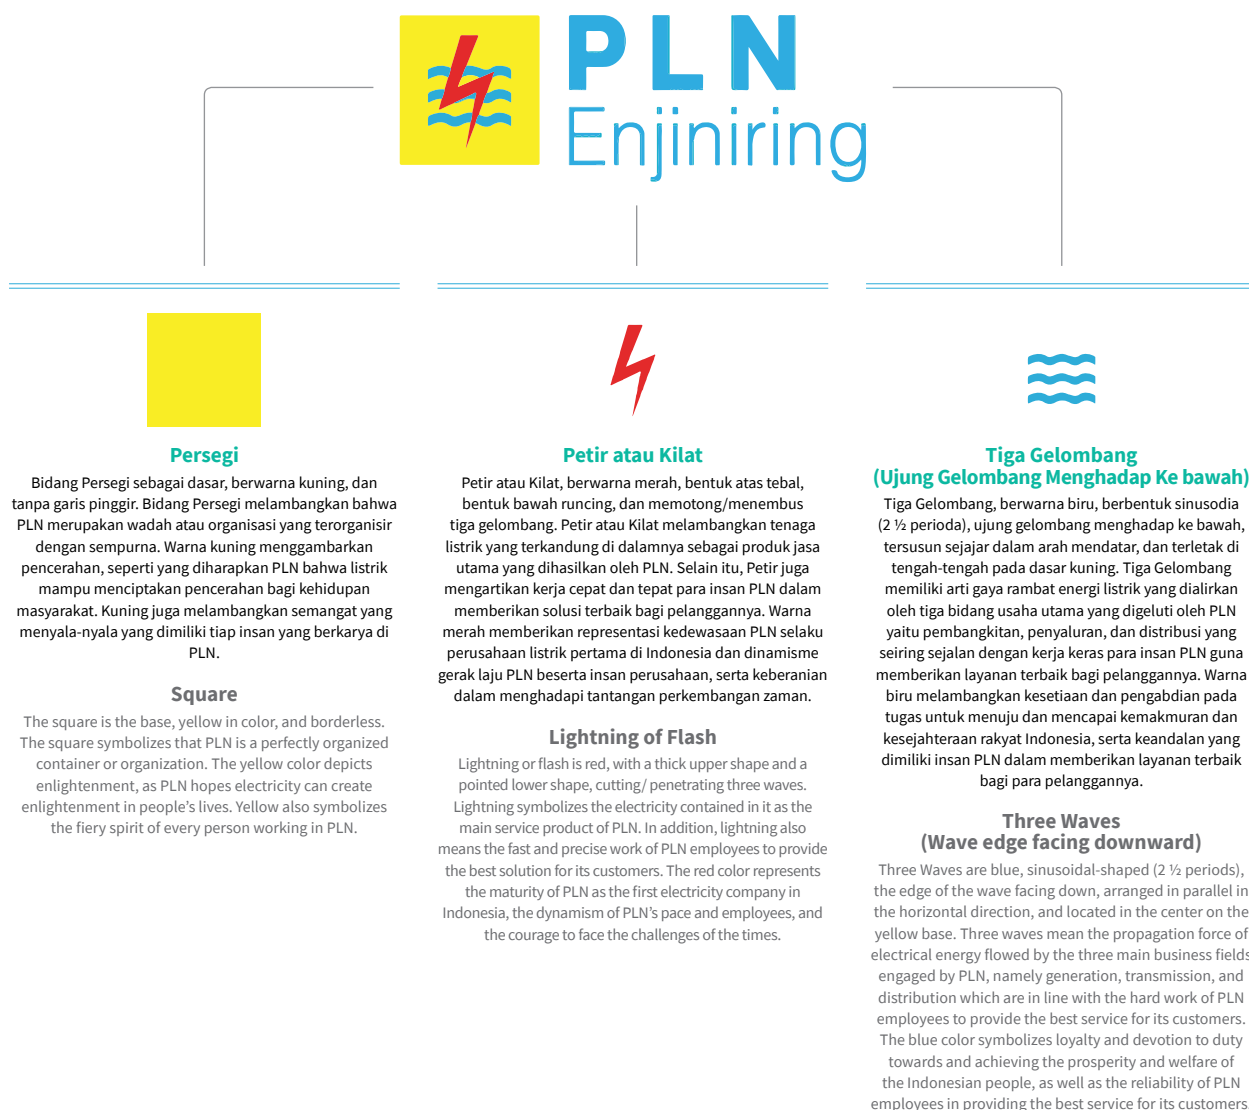 PLN
Enjiniring
Persegi
Bidang Persegi sebagai dasar, berwarna kuning, dan
tanpa garis pinggir. Bidang Persegi melambangkan bahwa
PLN merupakan wadah atau organisasi yang terorganisir
dengan sempurna. Warna kuning menggambarkan
pencerahan, seperti yang diharapkan PLN bahwa listrik
mampu menciptakan pencerahan bagi kehidupan
masyarakat. Kuning juga melambangkan semangat yang
menyala-nyala yang dimiliki tiap insan yang berkarya di
PLN.
Square
The square is the base, yellow in color, and borderless.
The square symbolizes that PLN is a perfectly organized
container or organization. The yellow color depicts
enlightenment, as PLN hopes electricity can create
enlightenment in people's lives. Yellow also symbolizes
the fiery spirit of every person working in PLN.
Petir atau Kilat
Petir atau Kilat, berwarna merah, bentuk atas tebal,
bentuk bawah runcing, dan memotong/menembus
tiga gelombang. Petir atau Kilat melambangkan tenaga
listrik yang terkandung di dalamnya sebagai produk jasa
utama yang dihasilkan oleh PLN. Selain itu, Petir juga
mengartikan kerja cepat dan tepat para insan PLN dalam
memberikan solusi terbaik bagi pelanggannya. Warna
merah memberikan representasi kedewasaan PLN selaku
perusahaan listrik pertama di Indonesia dan dinamisme
gerak laju PLN beserta insan perusahaan, serta keberanian
dalam menghadapi tantangan perkembangan zaman.
Lightning of Flash
Lightning or flash is red, with a thick upper shape and a
pointed lower shape, cutting/ penetrating three waves.
Lightning symbolizes the electricity contained in it as the
main service product of PLN. In addition, lightning also
means the fast and precise work of PLN employees to provide
the best solution for its customers. The red color represents
the maturity of PLN as the first electricity company in
Indonesia, the dynamism of PLN's pace and employees, and
the courage to face the challenges of the times.
Tiga Gelombang
(Ujung Gelombang Menghadap Ke bawah)
Tiga Gelombang, berwarna biru, berbentuk sinusodia
(2 ½ perioda), ujung gelombang menghadap ke bawah,
tersusun sejajar dalam arah mendatar, dan terletak di
tengah-tengah pada dasar kuning. Tiga Gelombang
memiliki arti gaya rambat energi listrik yang dialirkan
oleh tiga bidang usaha utama yang digeluti oleh PLN
yaitu pembangkitan, penyaluran, dan distribusi yang
seiring sejalan dengan kerja keras para insan PLN guna
memberikan layanan terbaik bagi pelanggannya. Warna
biru melambangkan kesetiaan dan pengabdian pada
tugas untuk menuju dan mencapai kemakmuran dan
kesejahteraan rakyat Indonesia, serta keandalan yang
dimiliki insan PLN dalam memberikan layanan terbaik
bagi para pelanggannya.
Three Waves
(Wave edge facing downward)
Three Waves are blue, sinusoidal-shaped (2 ½ periods),
the edge of the wave facing down, arranged in parallel in
the horizontal direction, and located in the center on the
yellow base. Three waves mean the propagation force of
electrical energy flowed by the three main business fields
engaged by PLN, namely generation, transmission, and
distribution which are in line with the hard work of PLN
employees to provide the best service for its customers.
The blue color symbolizes loyalty and devotion to duty
towards and achieving the prosperity and welfare of
the Indonesian people, as well as the reliability of PLN
employees in providing the best service for its customers.